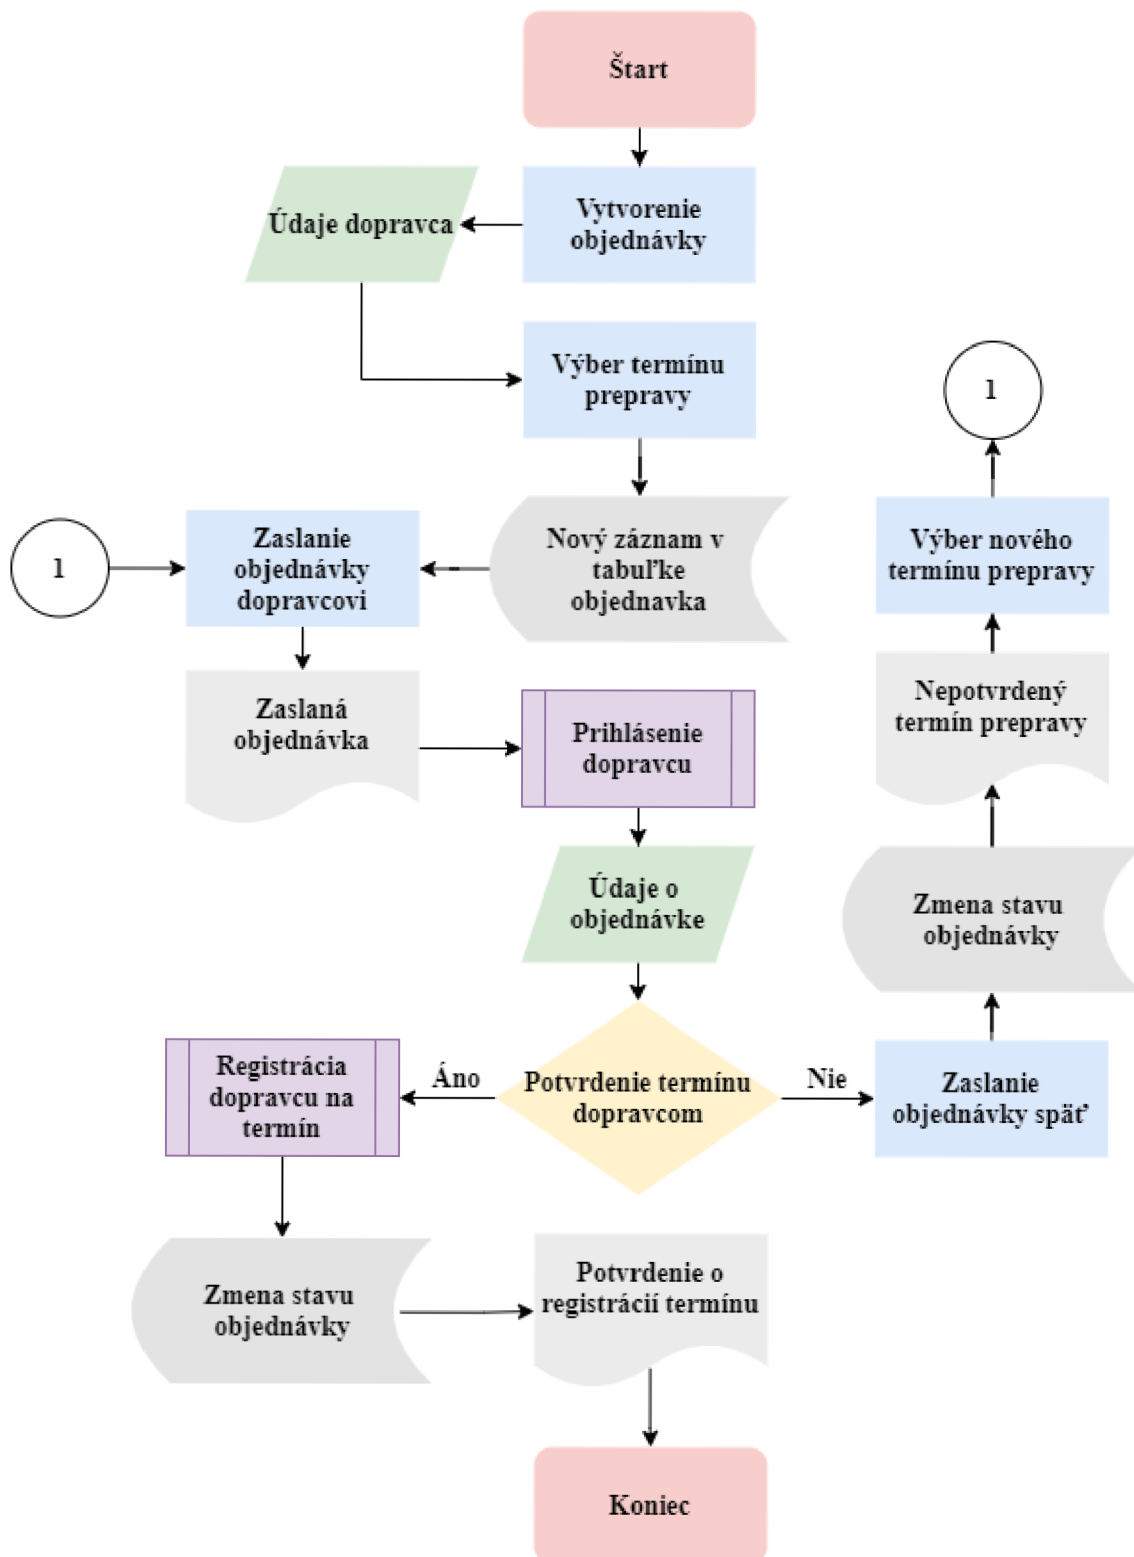 Štart
Vytvorenie
objednávky
Údaje dopravca
Výber termínu
prepravy
1
Nový záznam v
tabuľke
objednavka
Zaslanie
objednávky
dopravcovi
1
Výber nového
termínu prepravy
Zaslaná
objednávka
Prihlásenie
dopravcu
Nepotvrdený
termín prepravy
Údaje o
objednávke
Zmena stavu
objednávky
Potvrdenie termínu
dopravcom
Áno
Nie
Registrácia
dopravcu na
termín
Zaslanie
objednávky späť
Zmena stavu
objednávky
Potvrdenie o
registrácií termínu
Koniec